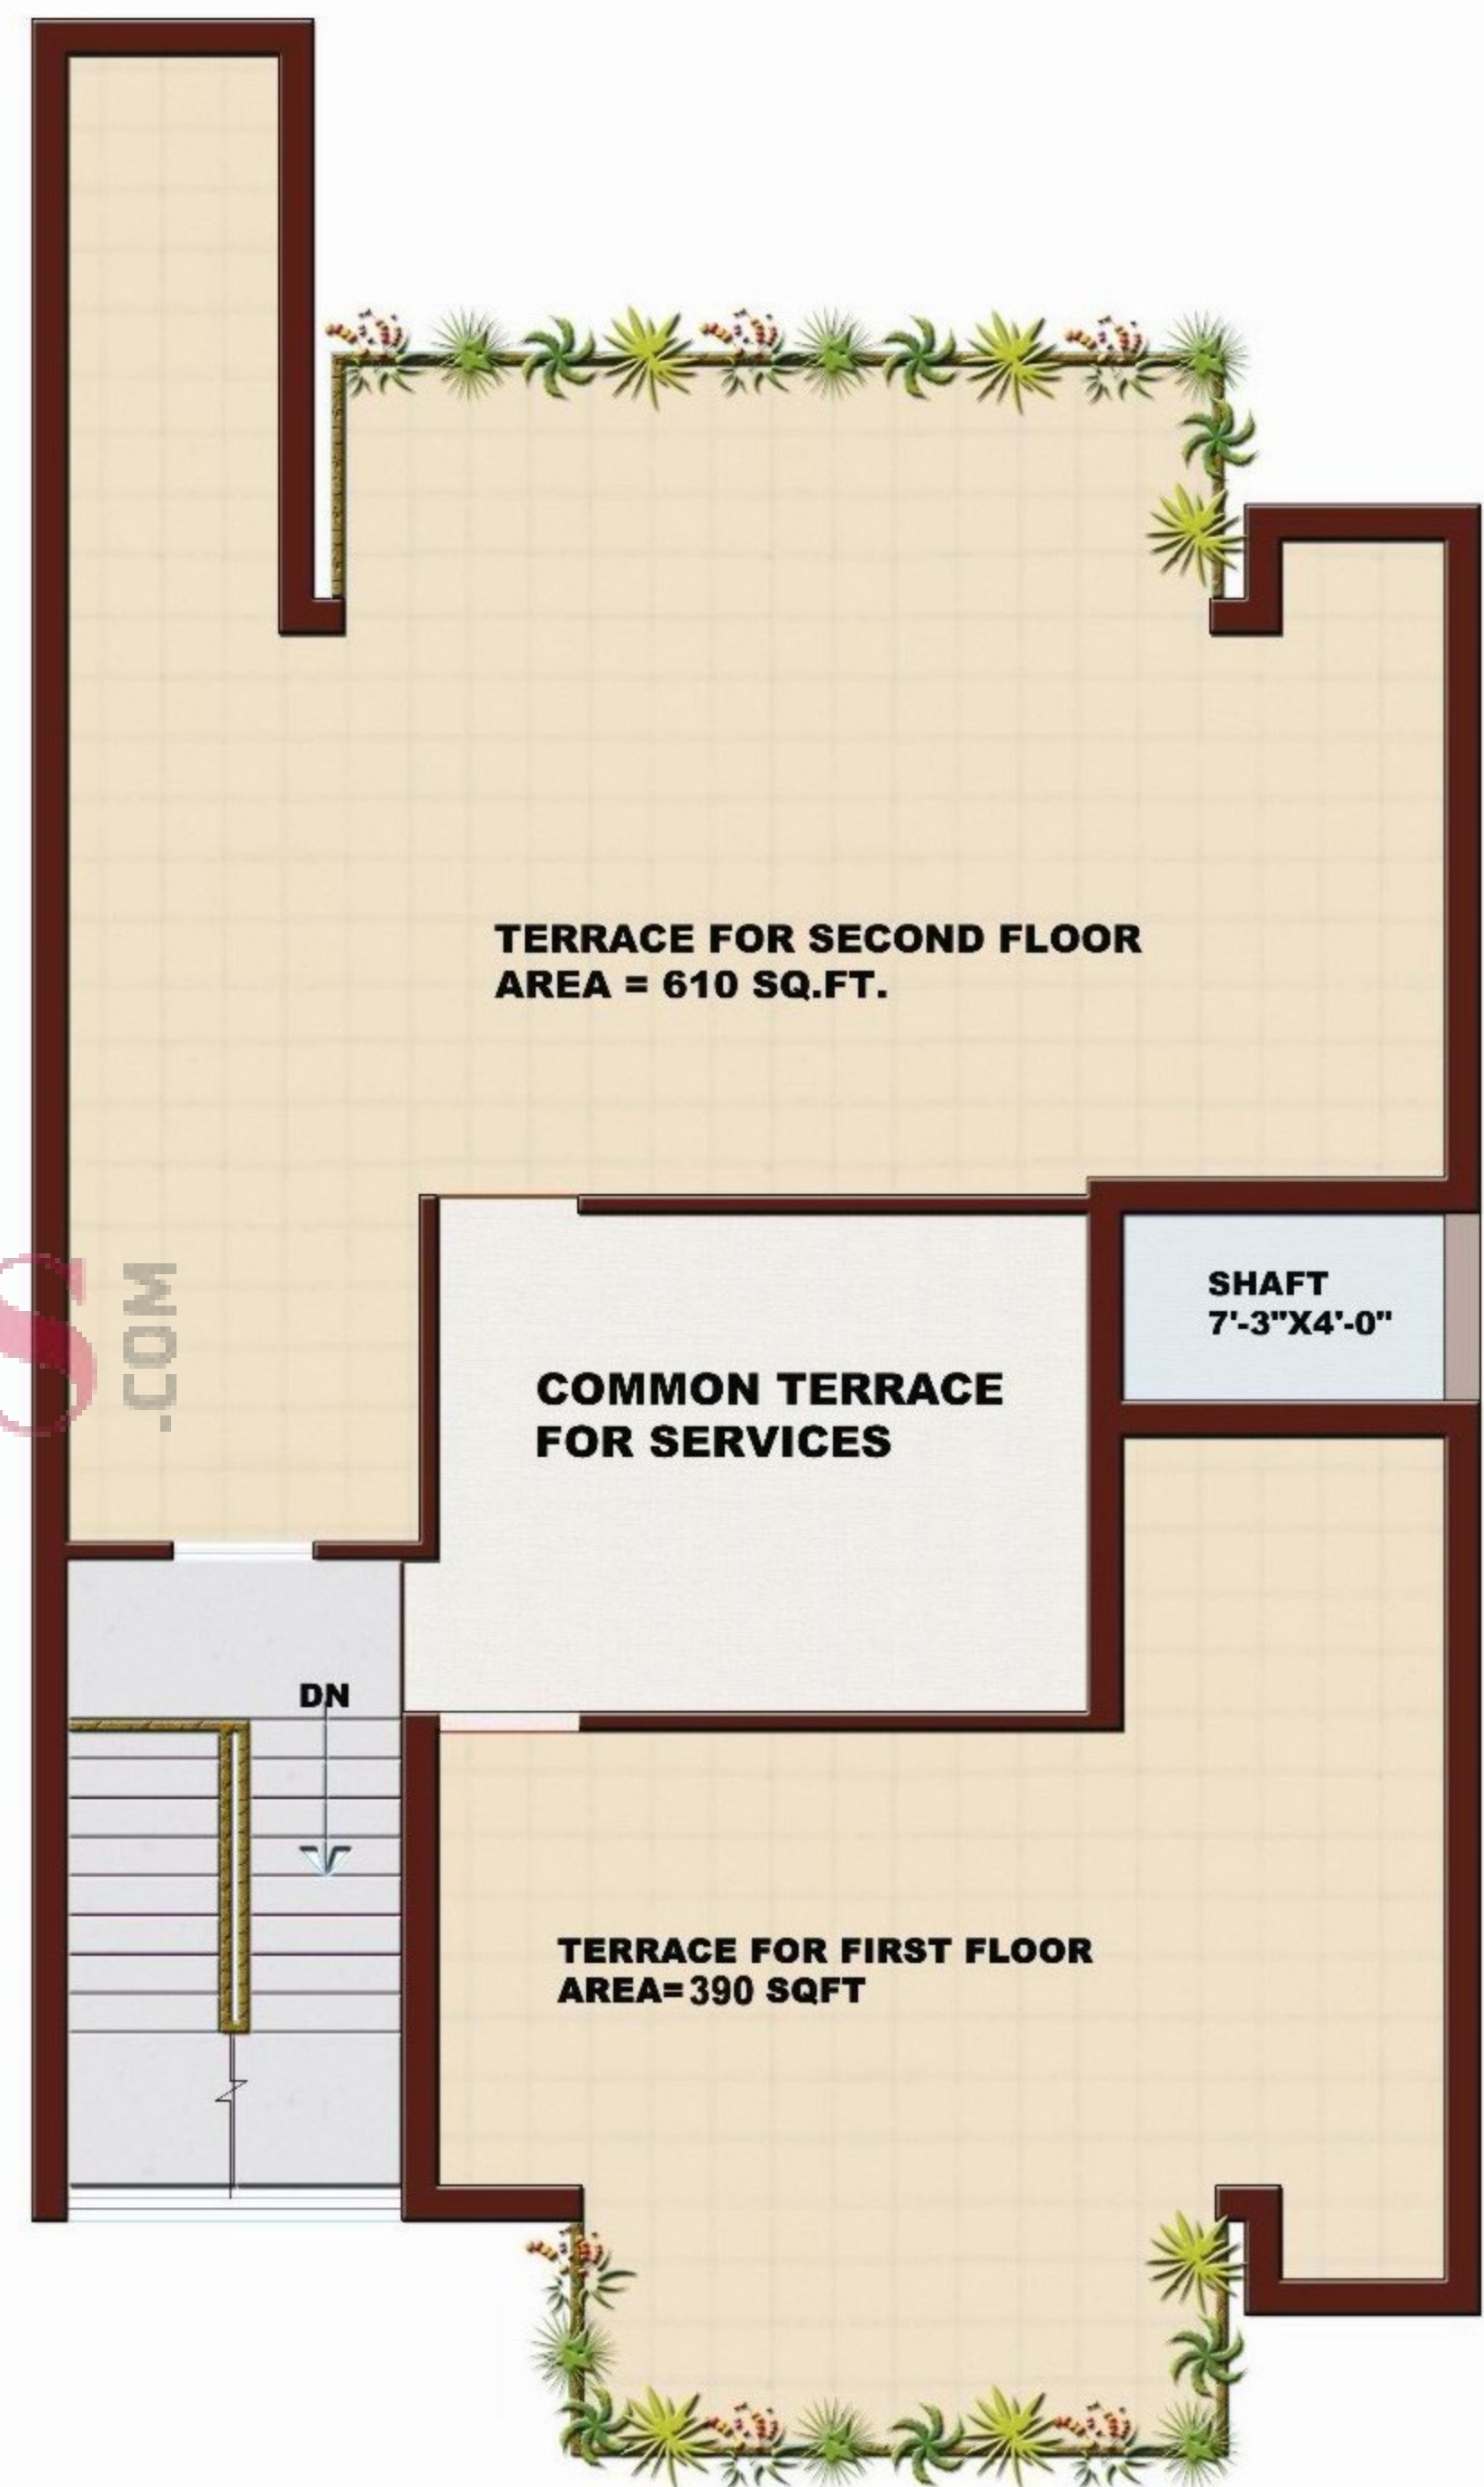 TERRACE FOR SECOND FLOOR
AREA = 610 SQ.FT.
SHAFT
7'-3"X4'-0"
COMMON TERRACE
FOR SERVICES
S
.COM
DN
TERRACE FOR FIRST FLOOR
AREA=390 SQFT